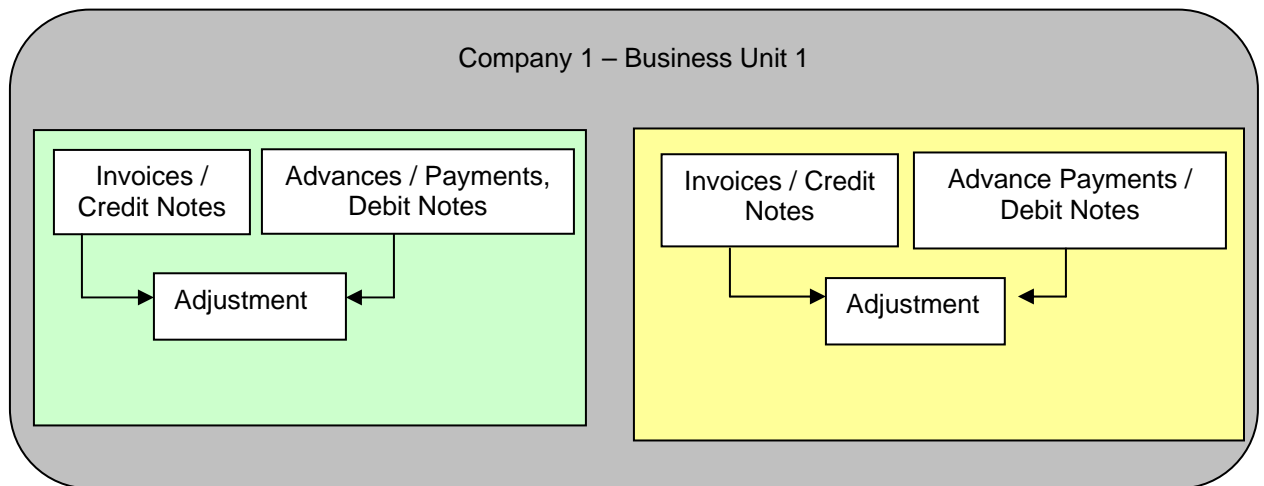 Company 1 – Business Unit 1
Invoices /
Credit Notes
Advances / Payments,
Debit Notes
Adjustment
Invoices / Credit
Notes
Advance Payments /
Debit Notes
Adjustment